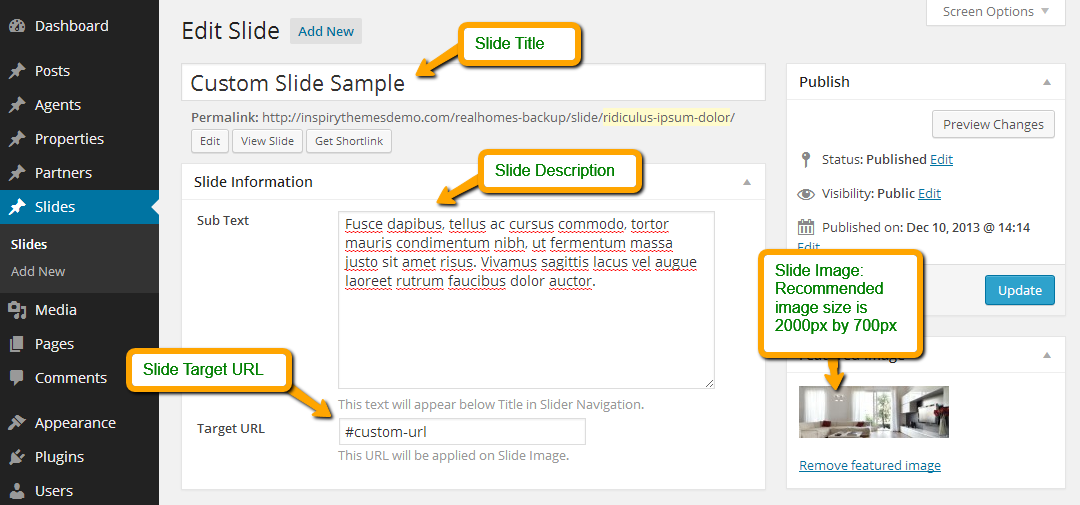 Dashboard
Posts
Agents
Properties
Partners
Slides
Slides
Add New
Media
Pages
Comments
Appearance
Plugins
Users
Screen Options
Edit Slide
Add New
Slide Title
Custom Slide Sample
Permalink: http://inspirythemesdemo.com/realhomes-backup/slide/ridiculus-ipsum-dolor/
Edit
View Slide
Get Shortlink
Slide Information
Slide Description
Sub Text
Fusce dapibus, tellus ac cursus commodo, tortor
mauris condimentum nibh, ut fermentum massa
justo sit amet risus. Vivamus sagittis lacus vel augue
laoreet rutrum faucibus dolor auctor.
Slide Target URL
This text will appear below Title in Slider Navigation.
Target URL
#custom-url
This URL will be applied on Slide Image.
Publish
Preview Changes
Status: Published Edit
Visibility: Public Edit
Published on: Dec 10, 2013 @ 14:14
Edit
Slide Image:
Recommended
image size is
2000px by 700px
Update
Featured Image
Remove featured image